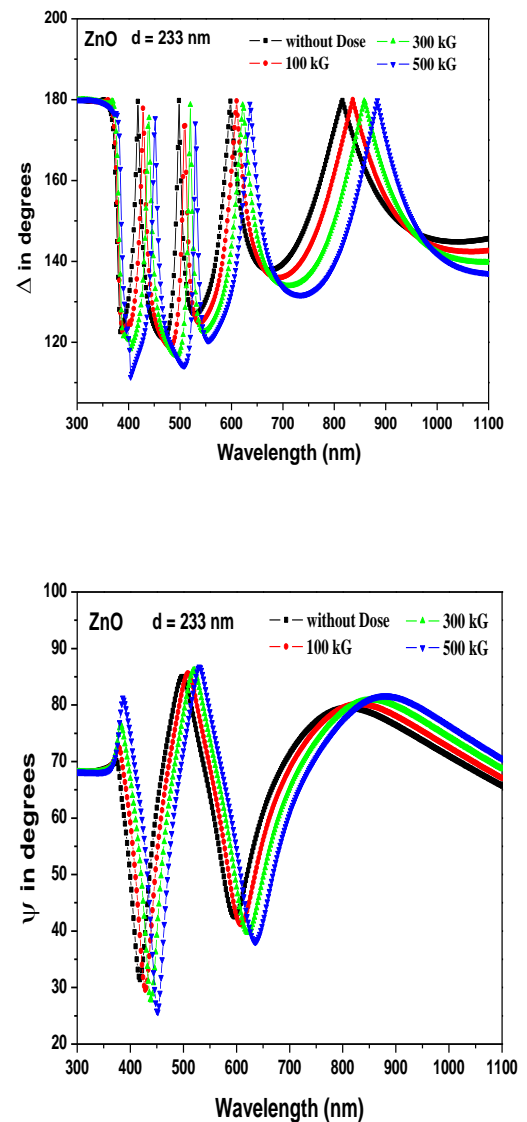 200
180
160
140
120
Δ in degrees
ZnO d = 233 nm
without Dose
100 kG
300 kG
500 kG
300 400 500 600 700 800 900 1000 1100
Wavelength (nm)
100
90
80
70
60
50
40
30
20
Ψ in degrees
ZnO d = 233 nm
without Dose
100 kG
300 kG
500 kG
300 400 500 600 700 800 900 1000 1100
Wavelength (nm)